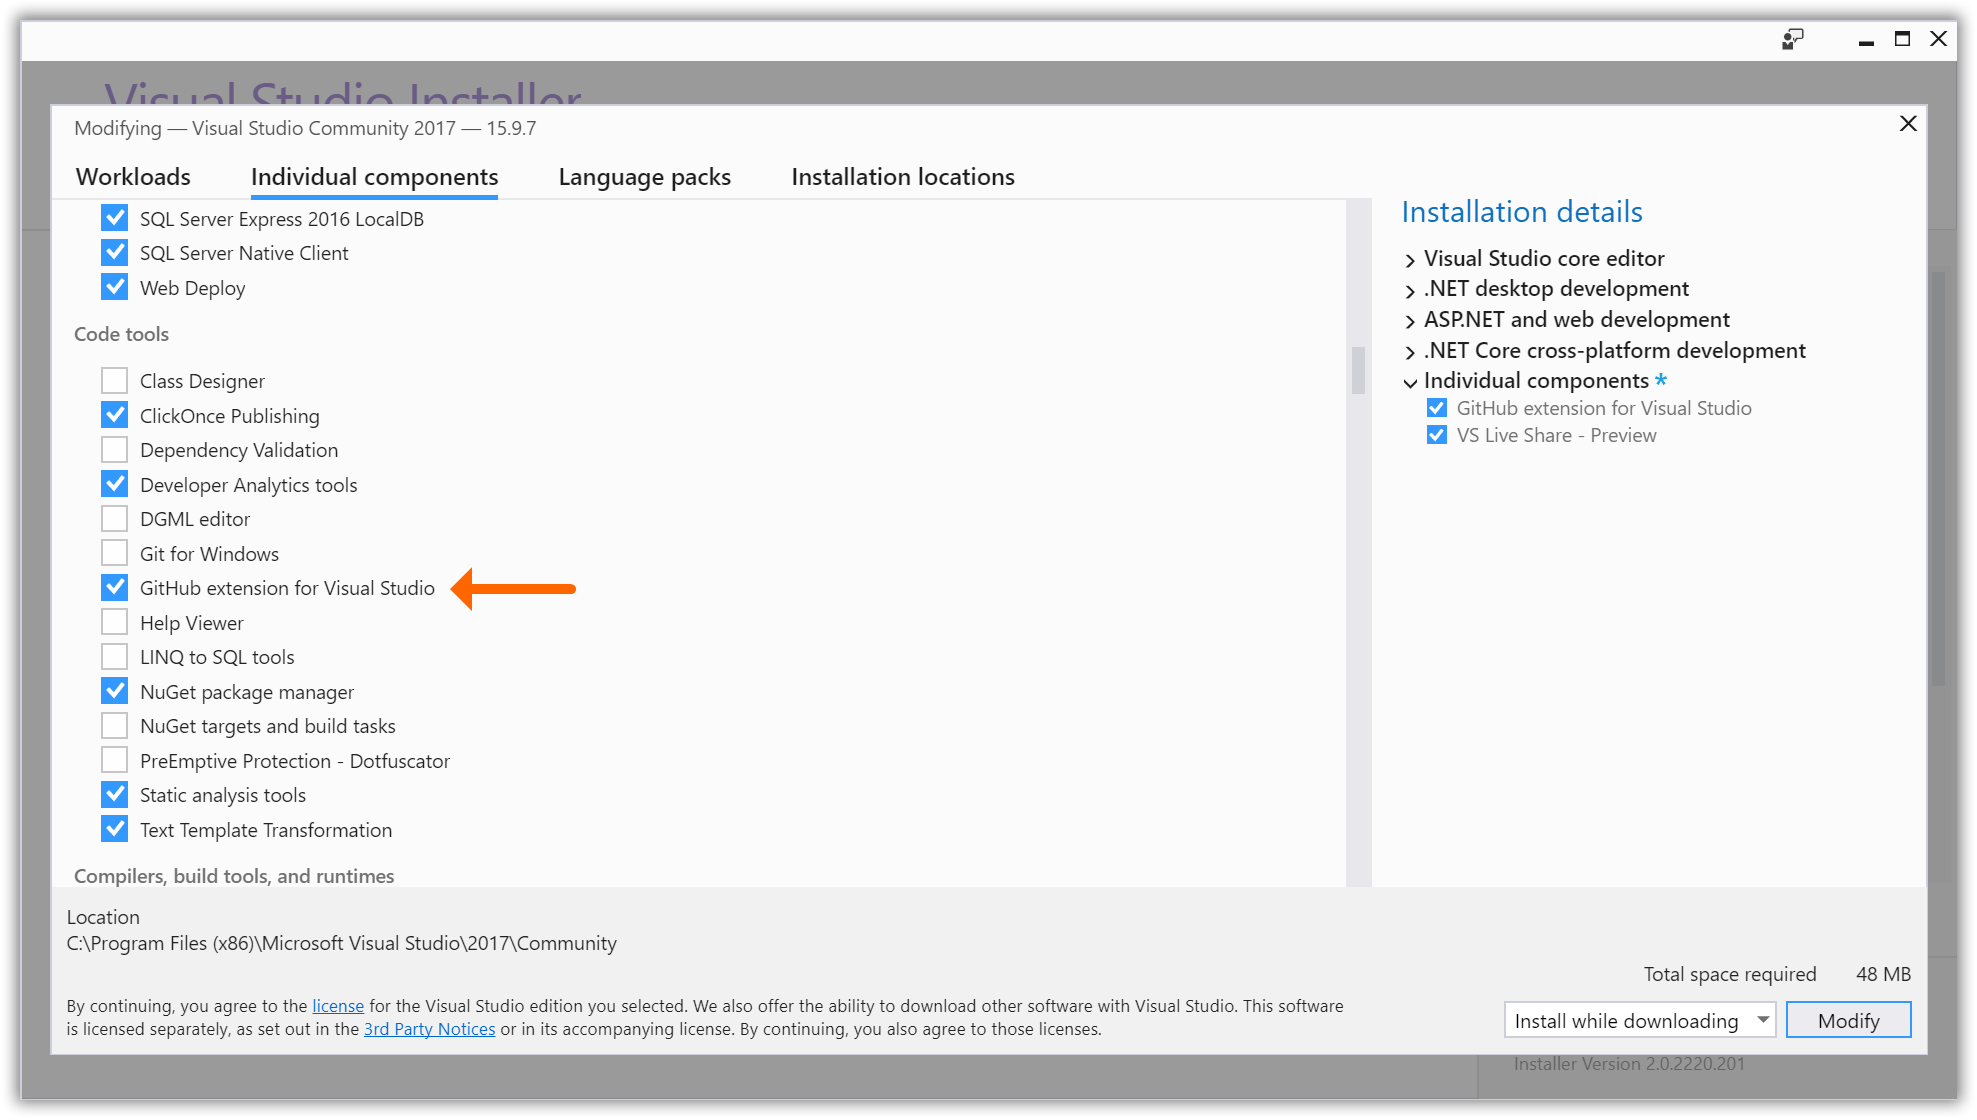 Visual Studio Installer
Modifying — Visual Studio Community 2017 — 15.9.7
Workloads
Individual components
Language packs
Installation locations
SQL Server Express 2016 LocalDB
SQL Server Native Client
Web Deploy
Code tools
Class Designer
ClickOnce Publishing
Dependency Validation
Developer Analytics tools
DGML editor
Git for Windows
GitHub extension for Visual Studio
Help Viewer
LINQ to SQL tools
NuGet package manager
NuGet targets and build tasks
PreEmptive Protection - Dotfuscator
Static analysis tools
Text Template Transformation
Compilers, build tools, and runtimes
Installation details
Visual Studio core editor
.NET desktop development
ASP.NET and web development
.NET Core cross-platform development
Individual components *
GitHub extension for Visual Studio
VS Live Share - Preview
Location
C:\Program Files (x86)\Microsoft Visual Studio\2017\Community
Total space required 48 MB
By continuing, you agree to the license for the Visual Studio edition you selected. We also offer the ability to download other software with Visual Studio. This software
is licensed separately, as set out in the 3rd Party Notices or in its accompanying license. By continuing, you also agree to those licenses.
Install while downloading
Modify
Installer Version 2.0.2220.201